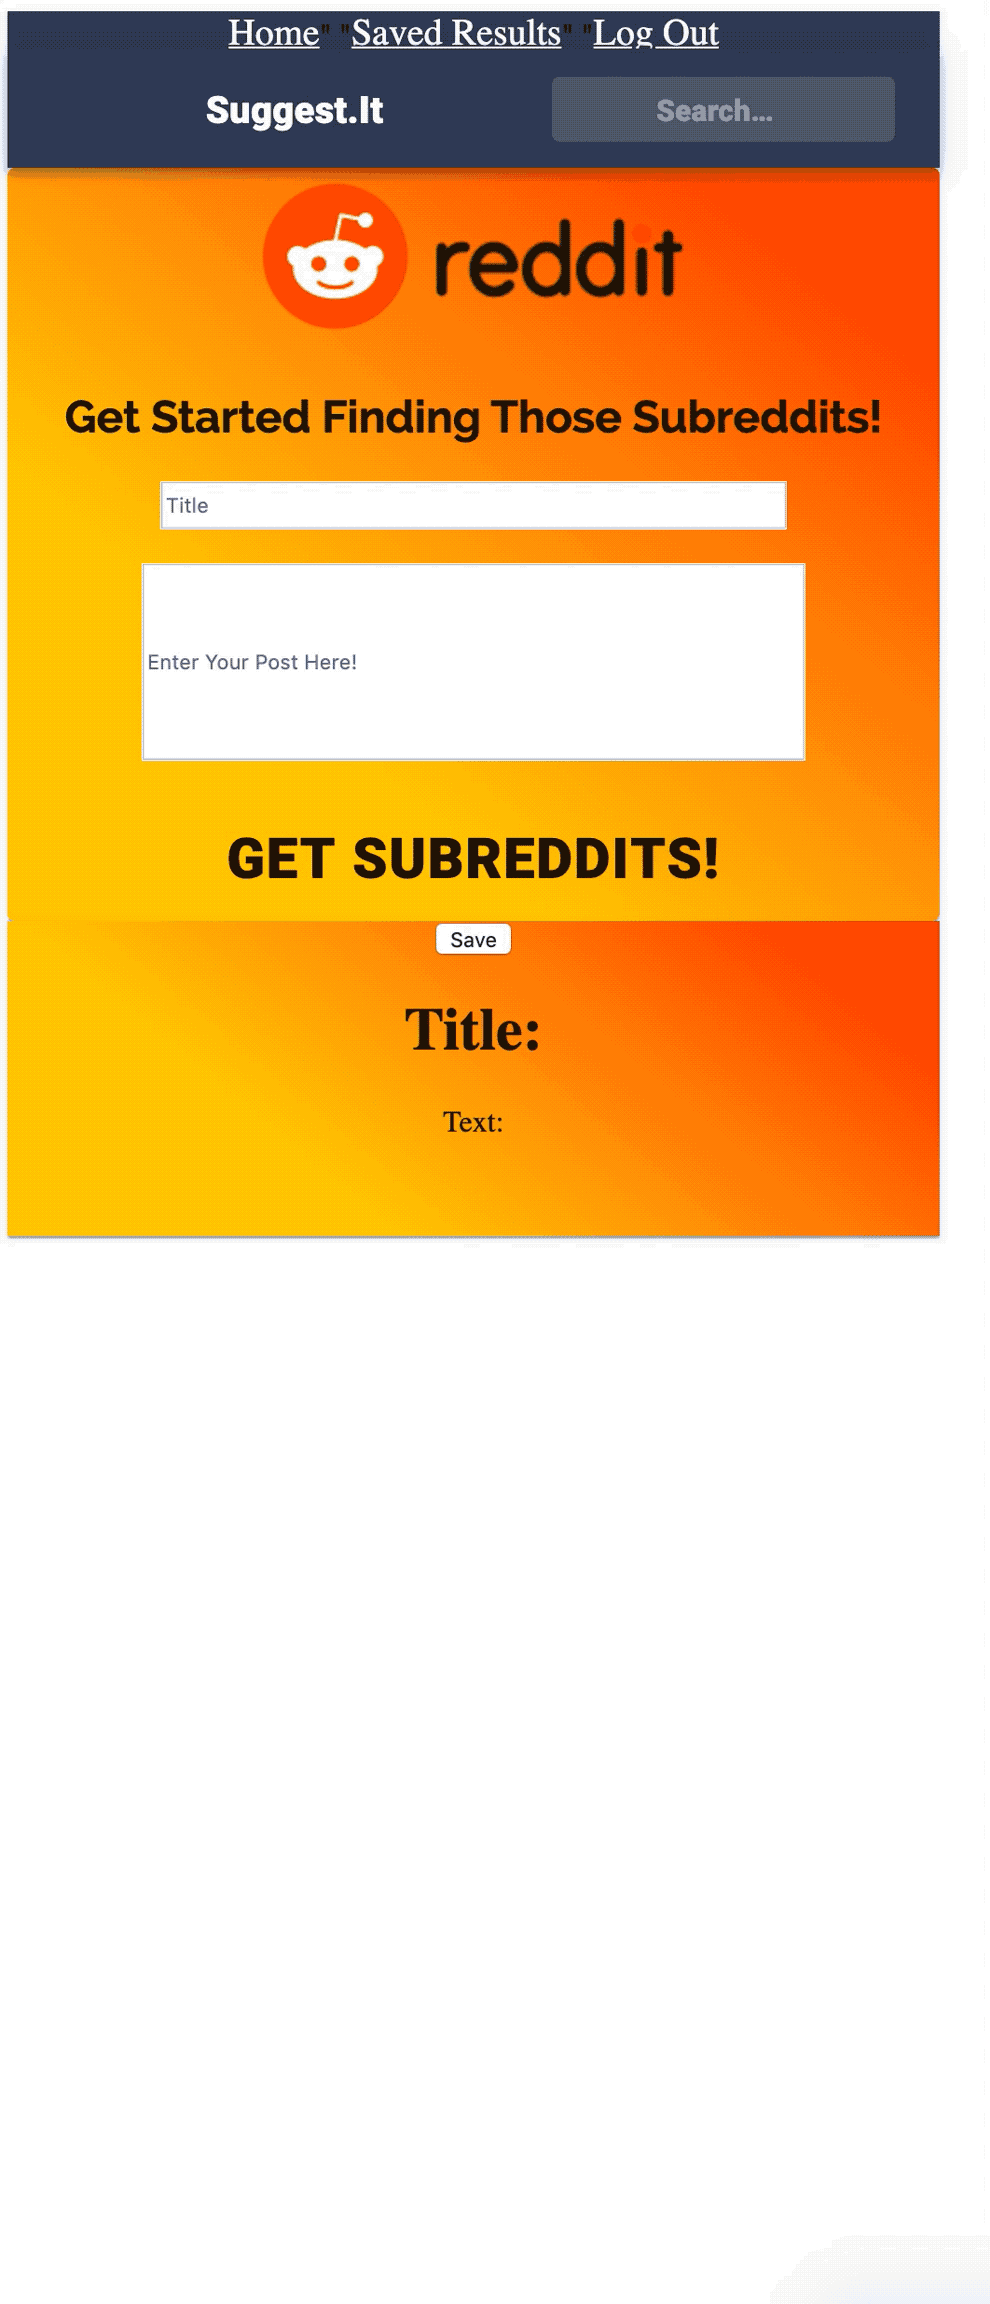 Home" "Saved Results" "Log Out
Suggest.It
Search...
reddit
Get Started Finding Those Subreddits!
Title
Enter Your Post Here!
GET SUBREDDITS!
Save
Title:
Text: